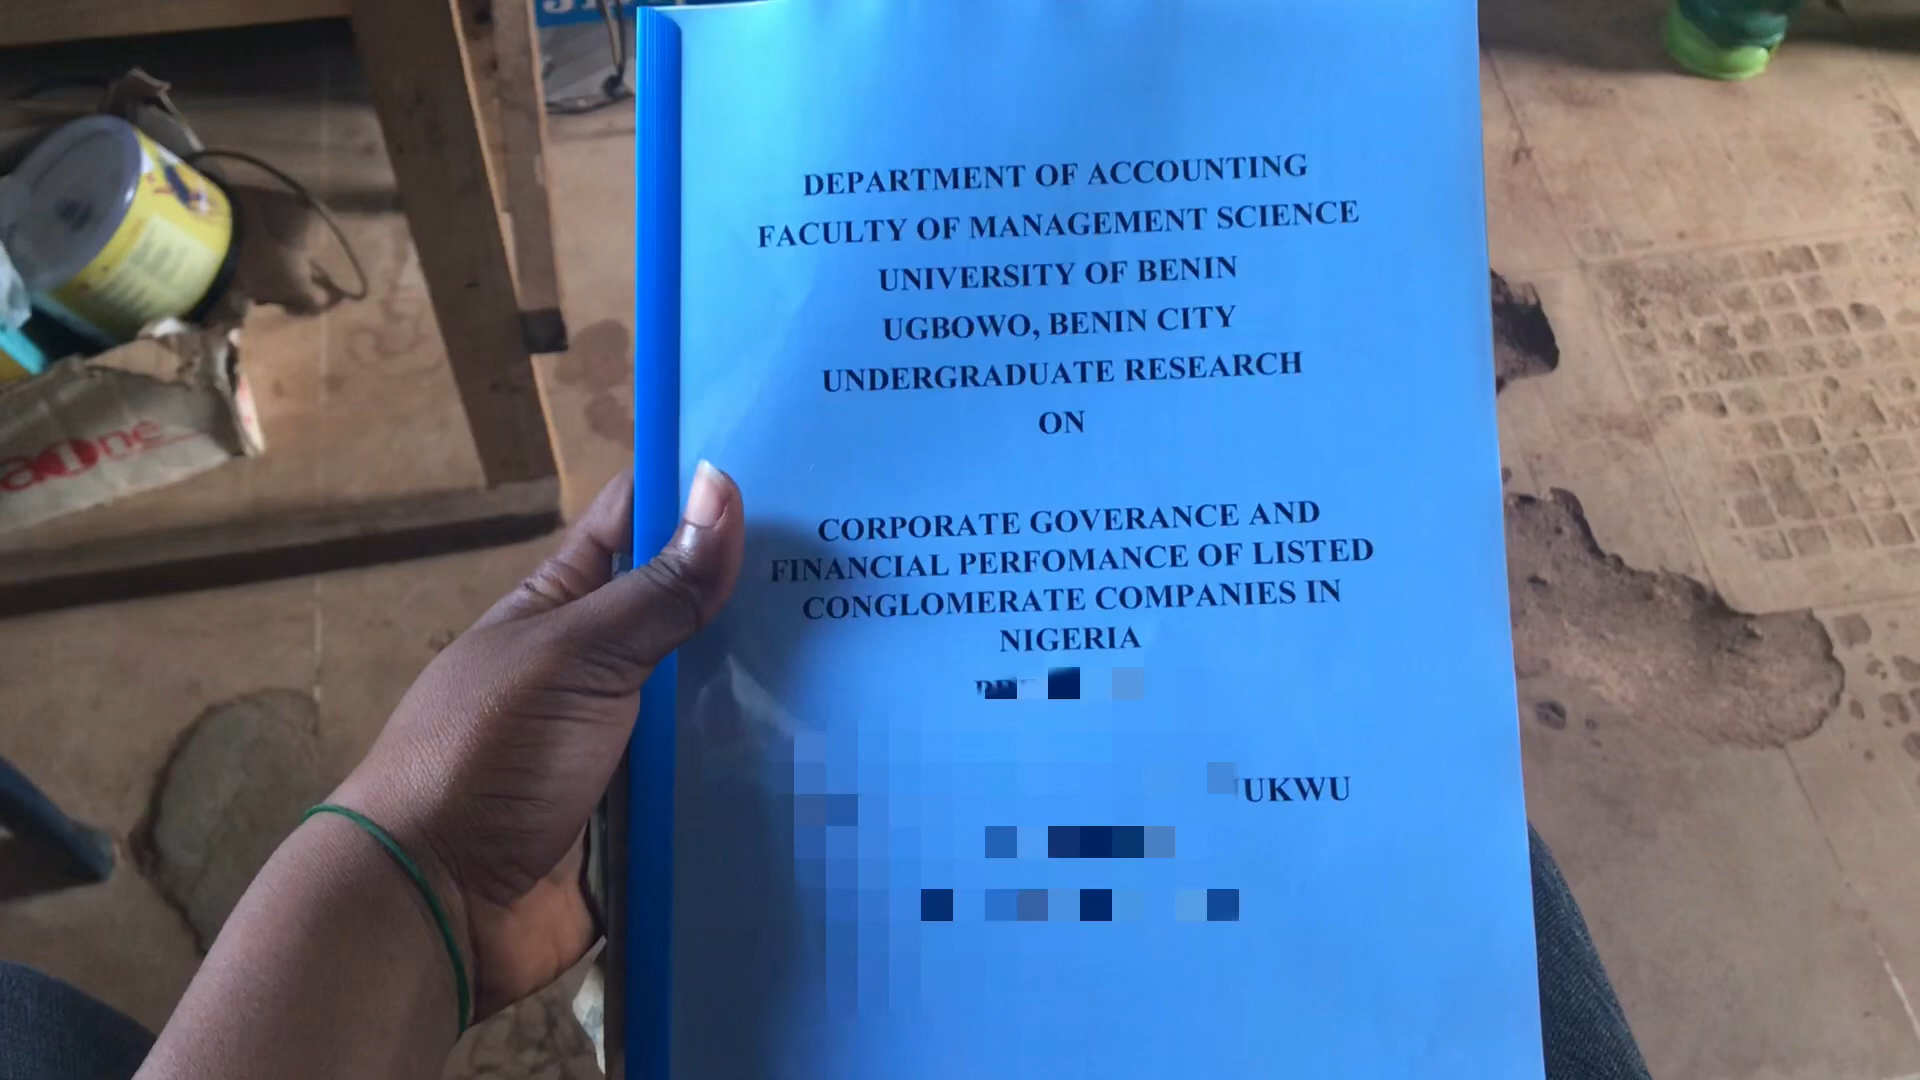 DEPARTMENT OF ACCOUNTING
FACULTY OF MANAGEMENT SCIENCE
UNIVERSITY OF BENIN
UGBOWO, BENIN CITY
UNDERGRADUATE RESEARCH
ON
CORPORATE GOVERANCE AND
FINANCIAL PERFOMANCE OF LISTED
CONGLOMERATE COMPANIES IN
NIGERIA
UKWU